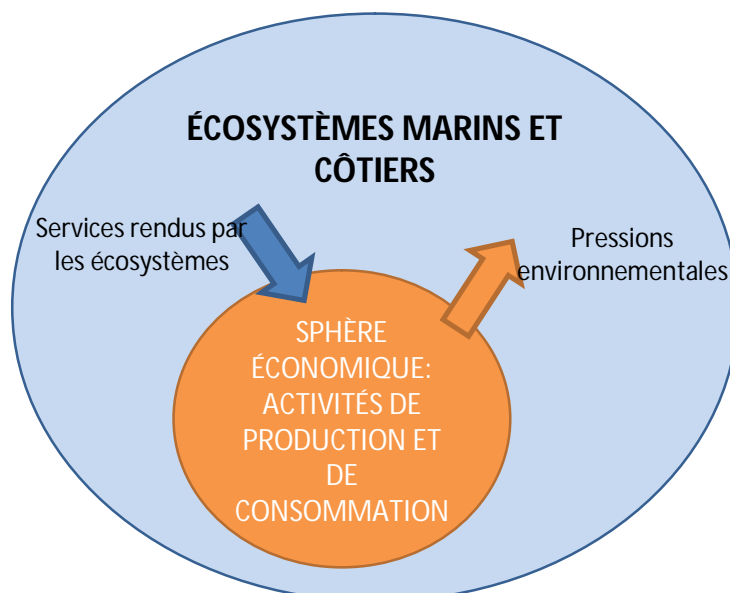 ÉCOSYSTÈMES MARINS ET
CÔTIERS
Services rendus par
les écosystèmes
Pressions
environnementales
SPHÈRE
ÉCONOMIQUE:
ACTIVITÉS DE
PRODUCTION ET
DE
CONSOMMATION